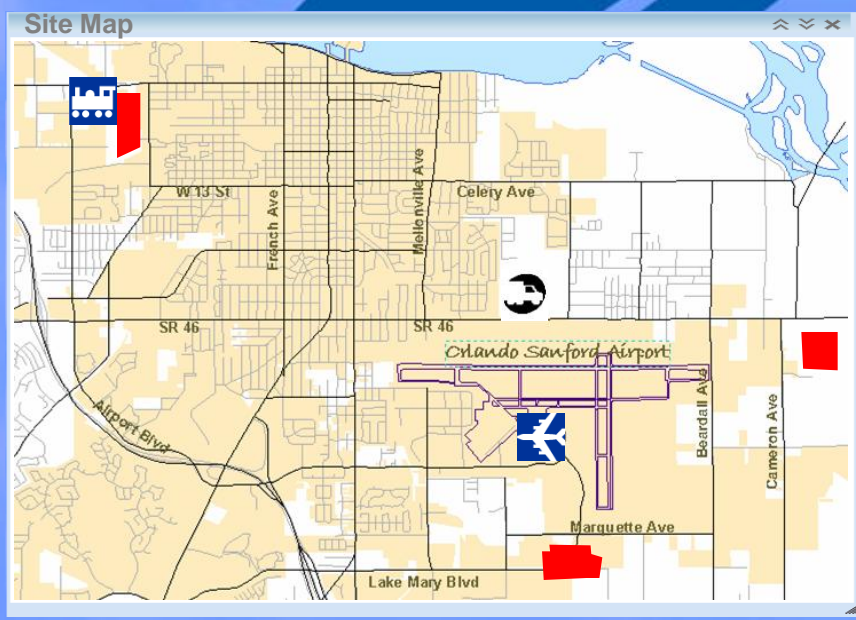 Site Map
W 13 St
Celery Ave
French Ave
Mellonville Ave
SR 46
SR 46
Orlando Sanford Airport
Airport Blvd
Beardall Ave
Cameron Ave
Marquette Ave
Lake Mary Blvd